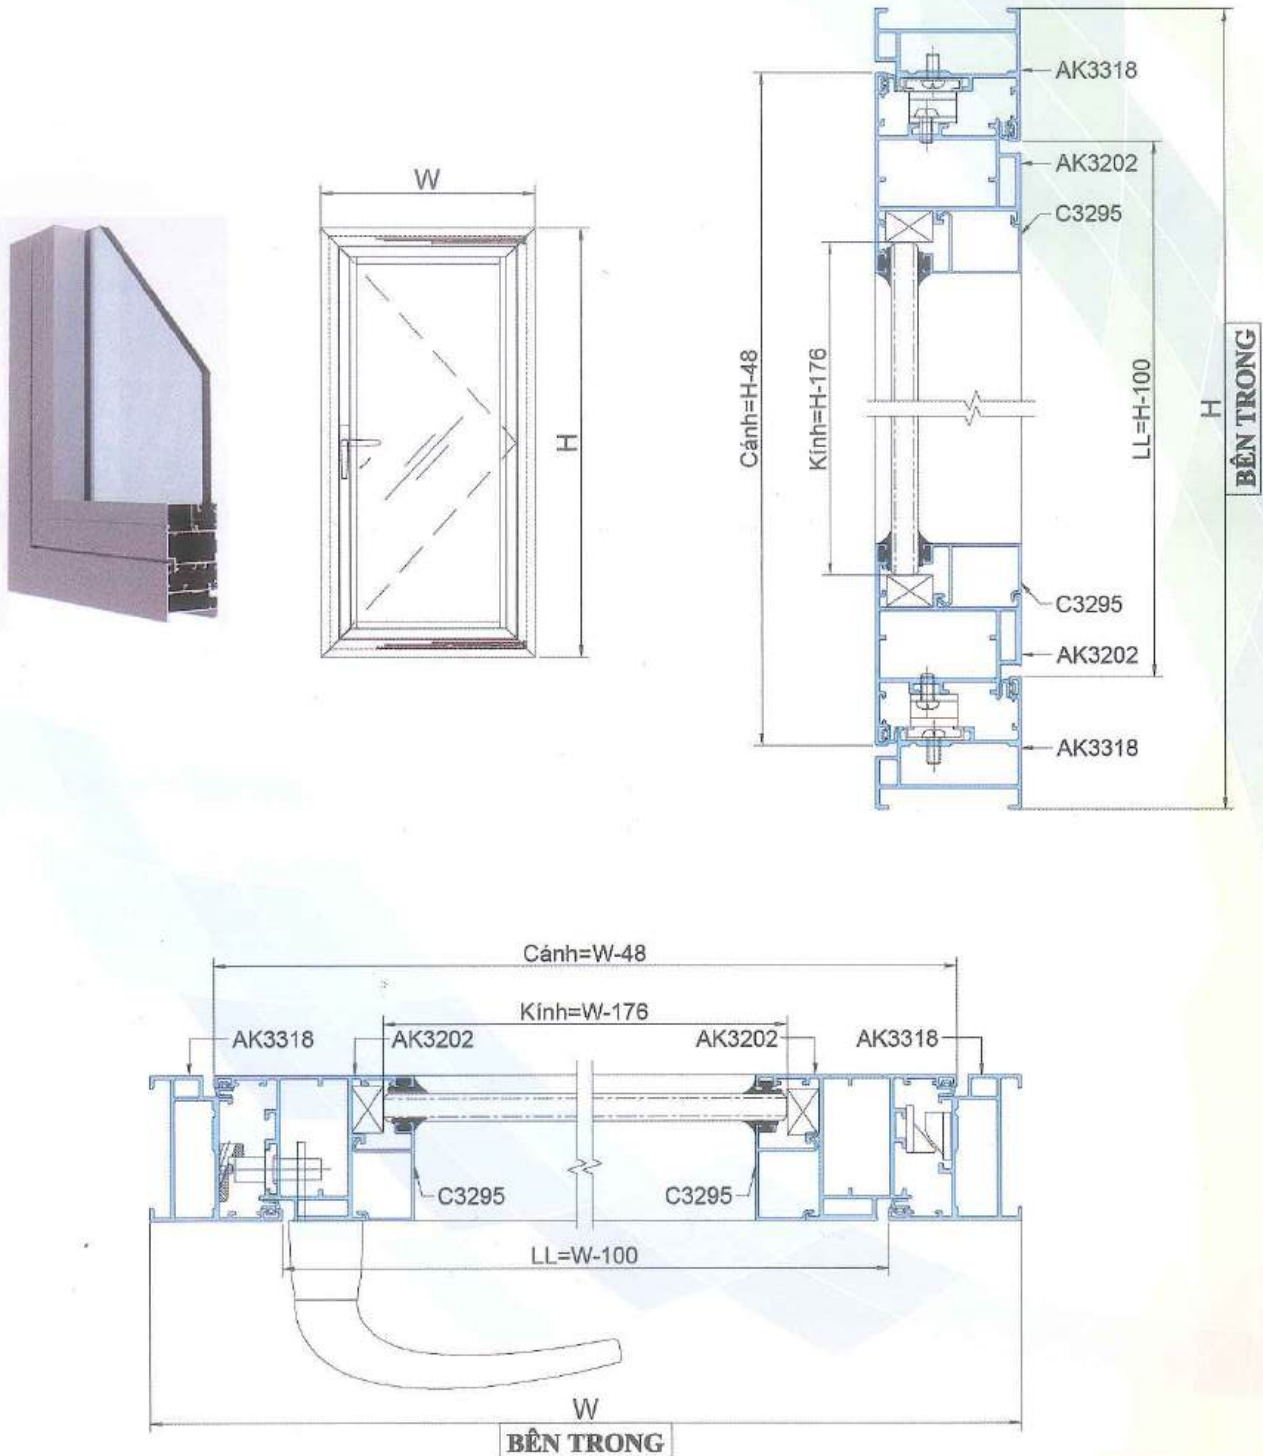 AK3318
AK3202
C3295
W
H
Cánh=H-48
Kính=H-176
LL=H-100
H
BÊN TRONG
C3295
AK3202
AK3318
Cánh=W-48
Kính=W-176
AK3318
AK3202
AK3202
AK3318
C3295
C3295
LL=W-100
W
BÊN TRONG